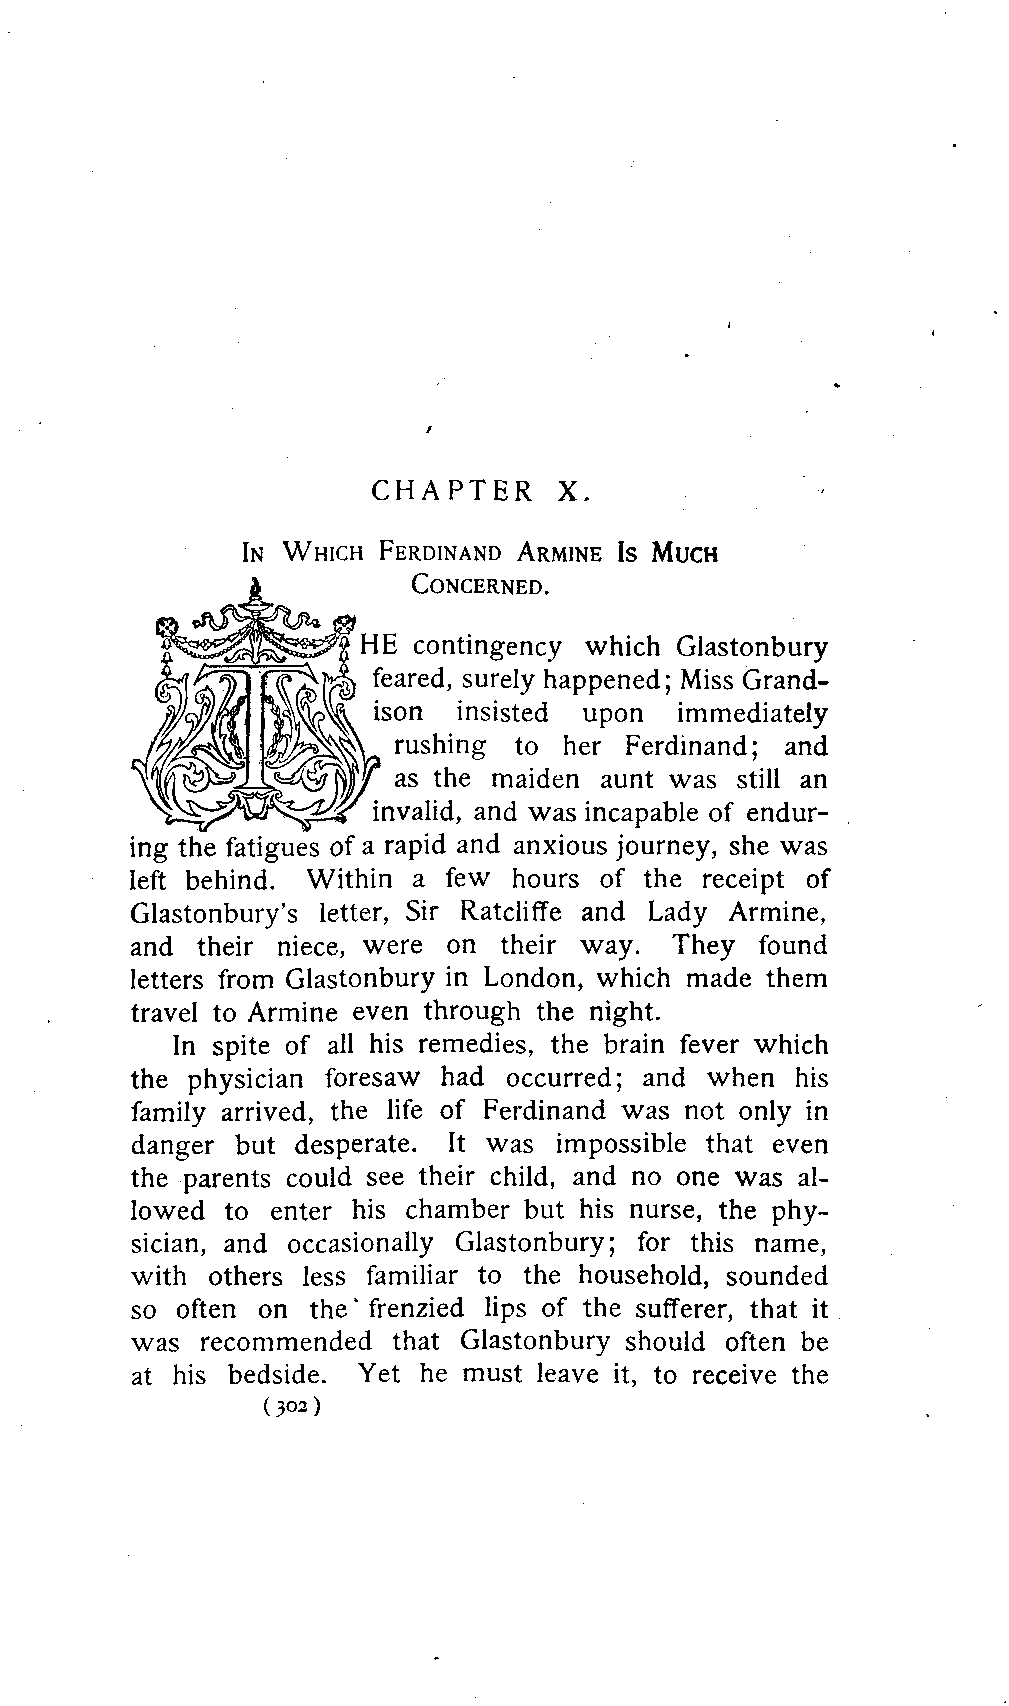 CHAPTER X.
In Which Ferdinand Armine Is Much
Concerned.
THE contingency which Glastonbury
feared, surely happened; Miss Grand-
ison insisted upon immediately
rushing to her Ferdinand; and
as the maiden aunt was still an
invalid, and was incapable of endur-
ing the fatigues of a rapid and anxious journey, she was
left behind. Within a few hours of the receipt of
Glastonbury's letter, Sir Ratcliffe and Lady Armine,
and their niece, were on their way. They found
letters from Glastonbury in London, which made them
travel to Armine even through the night.
In spite of all his remedies, the brain fever which
the physician foresaw had occurred; and when his
family arrived, the life of Ferdinand was not only in
danger but desperate. It was impossible that even
the parents could see their child, and no one was al-
lowed to enter his chamber but his nurse, the phy-
sician, and occasionally Glastonbury; for this name,
with others less familiar to the household, sounded
so often on the frenzied lips of the sufferer, that it
was recommended that Glastonbury should often be
at his bedside. Yet he must leave it, to receive the
(302)